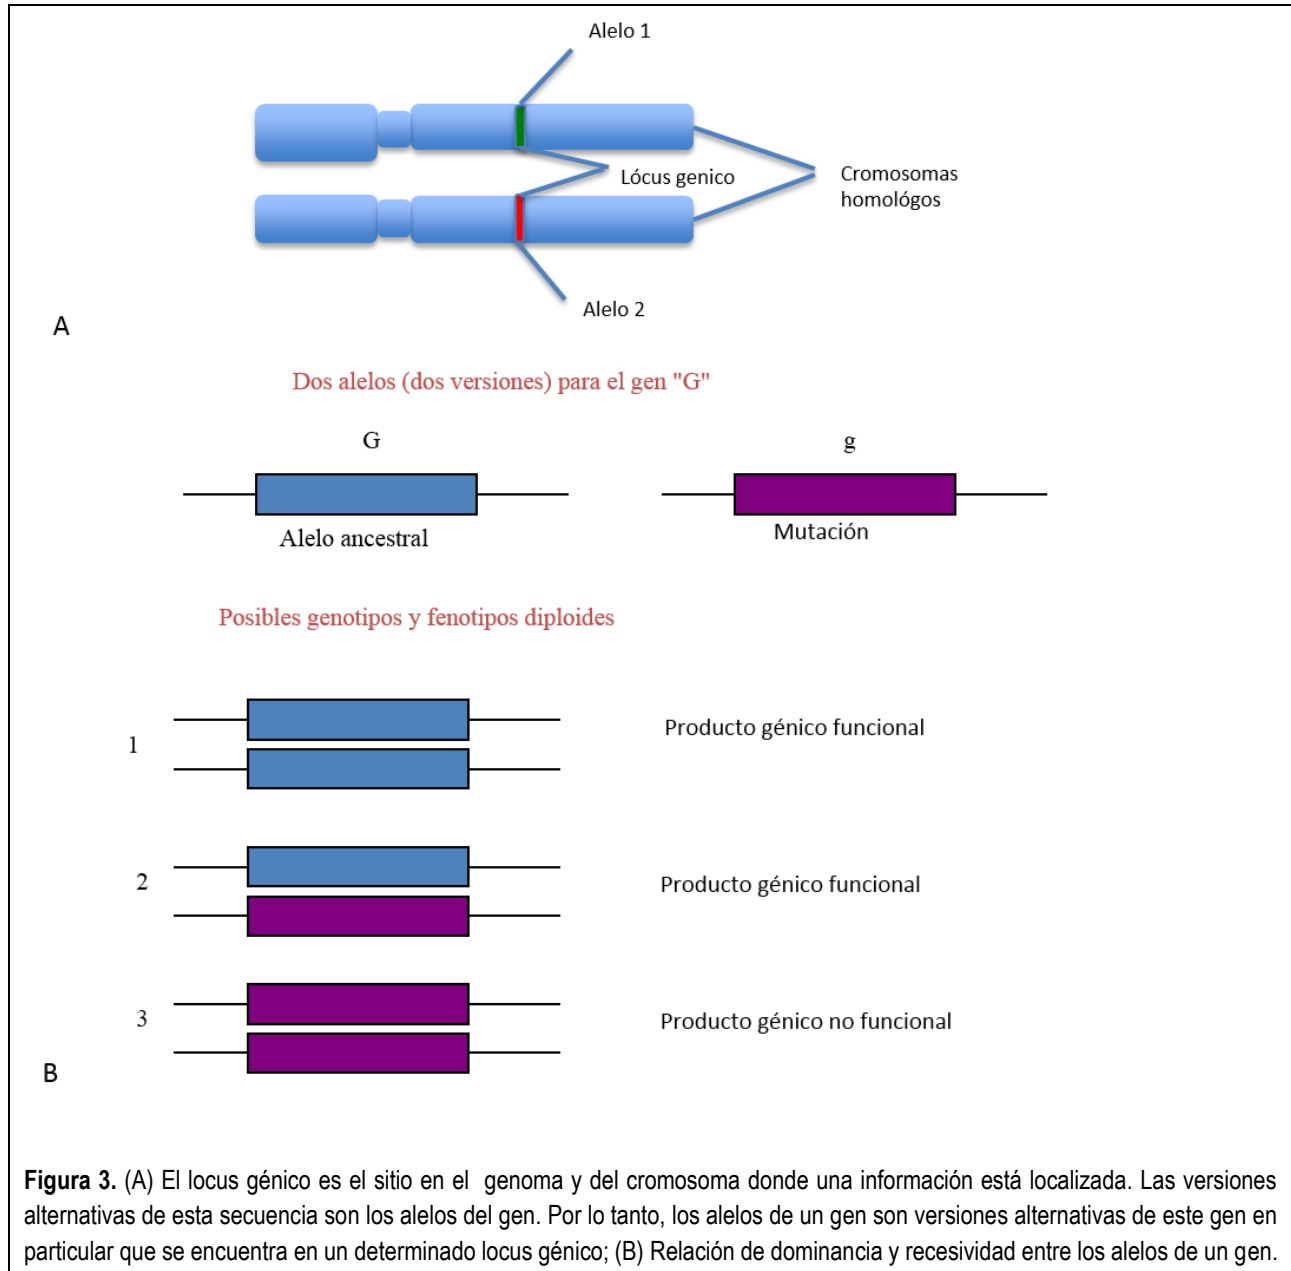 Alelo 1
Lócus genico
Cromosomas
homológos
Alelo 2
A
Dos alelos (dos versiones) para el gen "G"
G
g
Alelo ancestral
Mutación
Posibles genotipos y fenotipos diploides
1
Producto génico funcional
2
Producto génico funcional
3
Producto génico no funcional
B
Figura 3. (A) El locus génico es el sitio en el genoma y del cromosoma donde una información está localizada. Las versiones
alternativas de esta secuencia son los alelos del gen. Por lo tanto, los alelos de un gen son versiones alternativas de este gen en
particular que se encuentra en un determinado locus génico; (B) Relación de dominancia y recesividad entre los alelos de un gen.